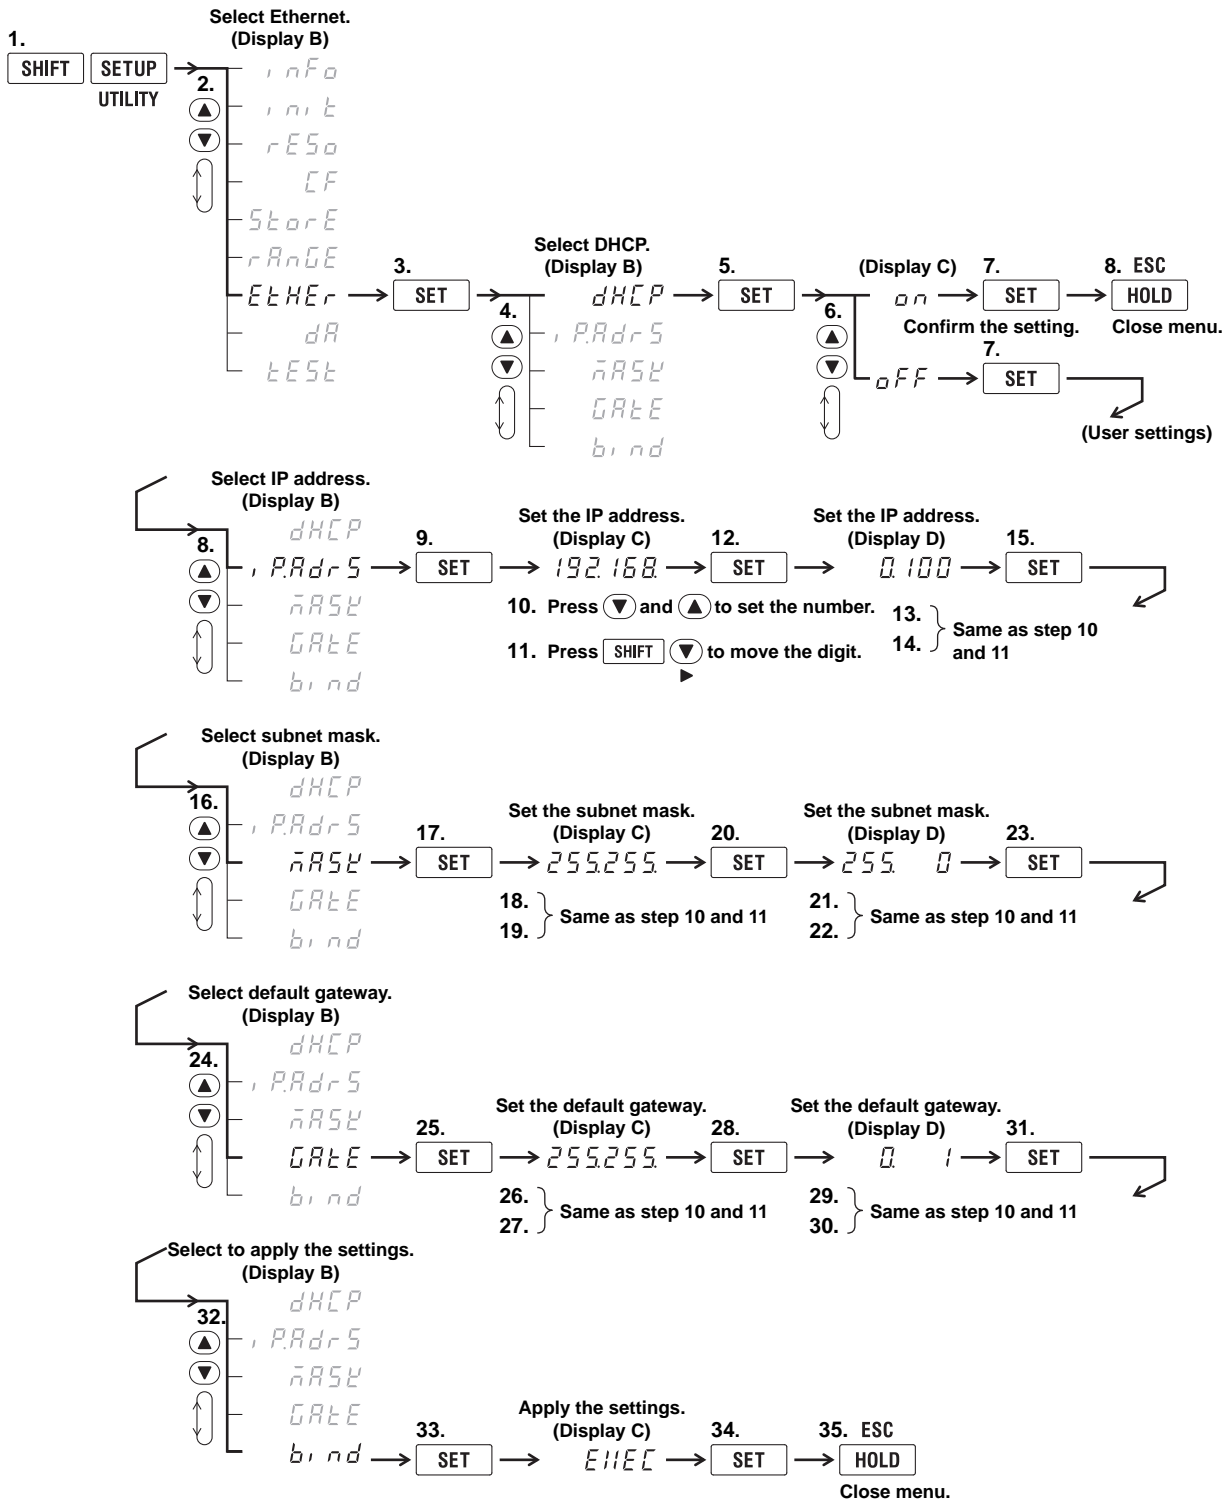 Select Ethernet.
(Display B)
1.
SHIFT SETUP
UTILITY
2.
inFo
init
rESo
CF
StorE
rAnGE
EtHEr
dA
tESt
3.
SET
Select DHCP.
(Display B)
4.
dHCP
iP.AdrS
mASK
GAtE
bind
5.
SET
(Display C)
6.
on
oFF
7.
SET
Confirm the setting.
8. ESC
HOLD
Close menu.
7.
SET
(User settings)
Select IP address.
(Display B)
8.
dHCP
iP.AdrS
mASK
GAtE
bind
9.
SET
Set the IP address.
(Display C)
192.168.
12.
SET
Set the IP address.
(Display D)
0.100
15.
SET
10. Press ▼ and ▲ to set the number.
11. Press SHIFT ▼ to move the digit.
▶
13.
14.
Same as step 10
and 11
Select subnet mask.
(Display B)
16.
dHCP
iP.AdrS
mASK
GAtE
bind
17.
SET
Set the subnet mask.
(Display C)
255.255.
20.
SET
Set the subnet mask.
(Display D)
255. 0
23.
SET
18.
19.
Same as step 10 and 11
21.
22.
Same as step 10 and 11
Select default gateway.
(Display B)
24.
dHCP
iP.AdrS
mASK
GAtE
bind
25.
SET
Set the default gateway.
(Display C)
255.255.
28.
SET
Set the default gateway.
(Display D)
0. 1
31.
SET
26.
27.
Same as step 10 and 11
29.
30.
Same as step 10 and 11
Select to apply the settings.
(Display B)
32.
dHCP
iP.AdrS
mASK
GAtE
bind
33.
SET
Apply the settings.
(Display C)
EXEC
34.
SET
35. ESC
HOLD
Close menu.